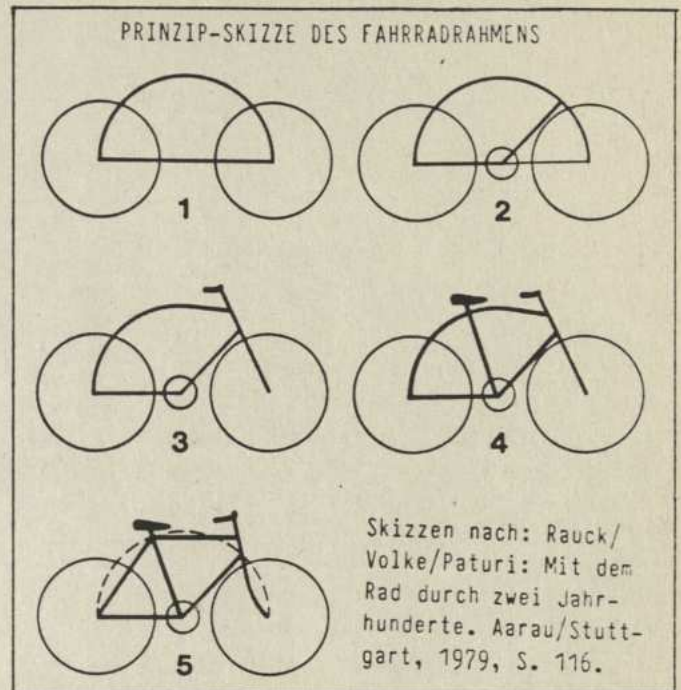 PRINZIP-SKIZZE DES FAHRRADRAHMENS
1
2
3
4
5
Skizzen nach: Rauck/
Volke/Paturi: Mit dem
Rad durch zwei Jahr-
hunderte. Aarau/Stutt-
gart, 1979, S. 116.